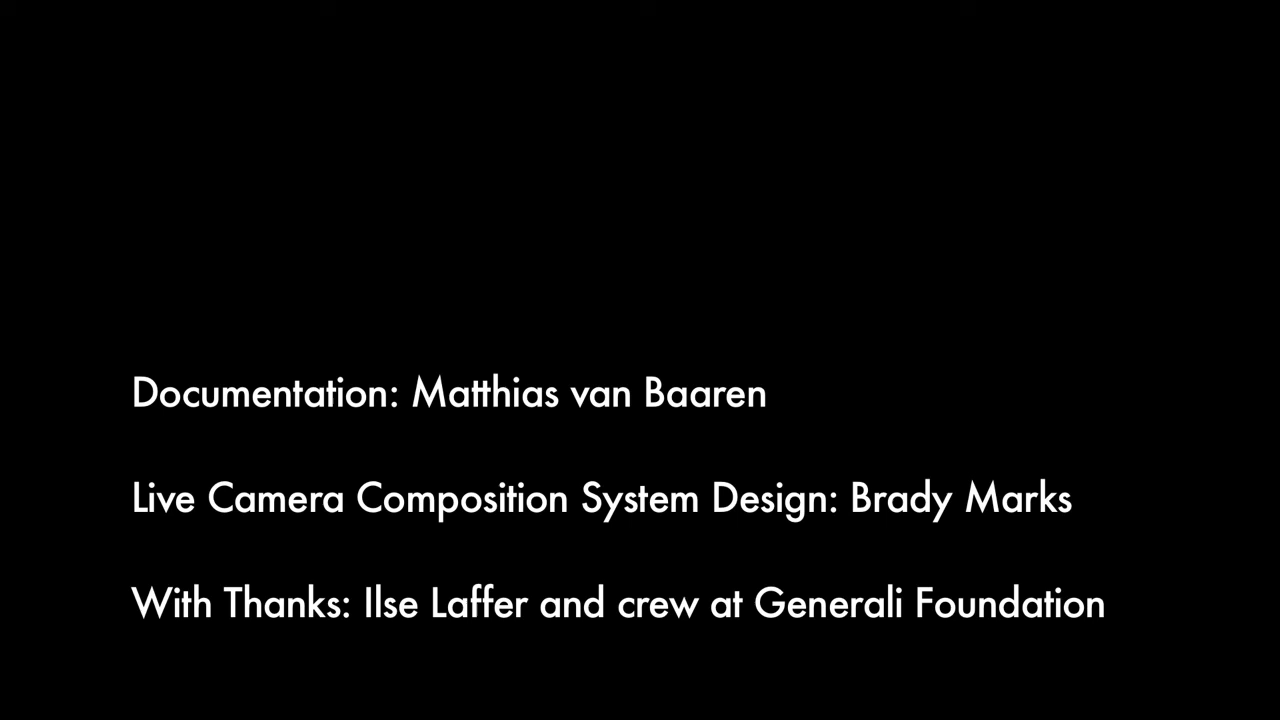 Documentation: Matthias van Baaren
Live Camera Composition System Design: Brady Marks
With Thanks: Ilse Laffer and crew at Generali Foundation